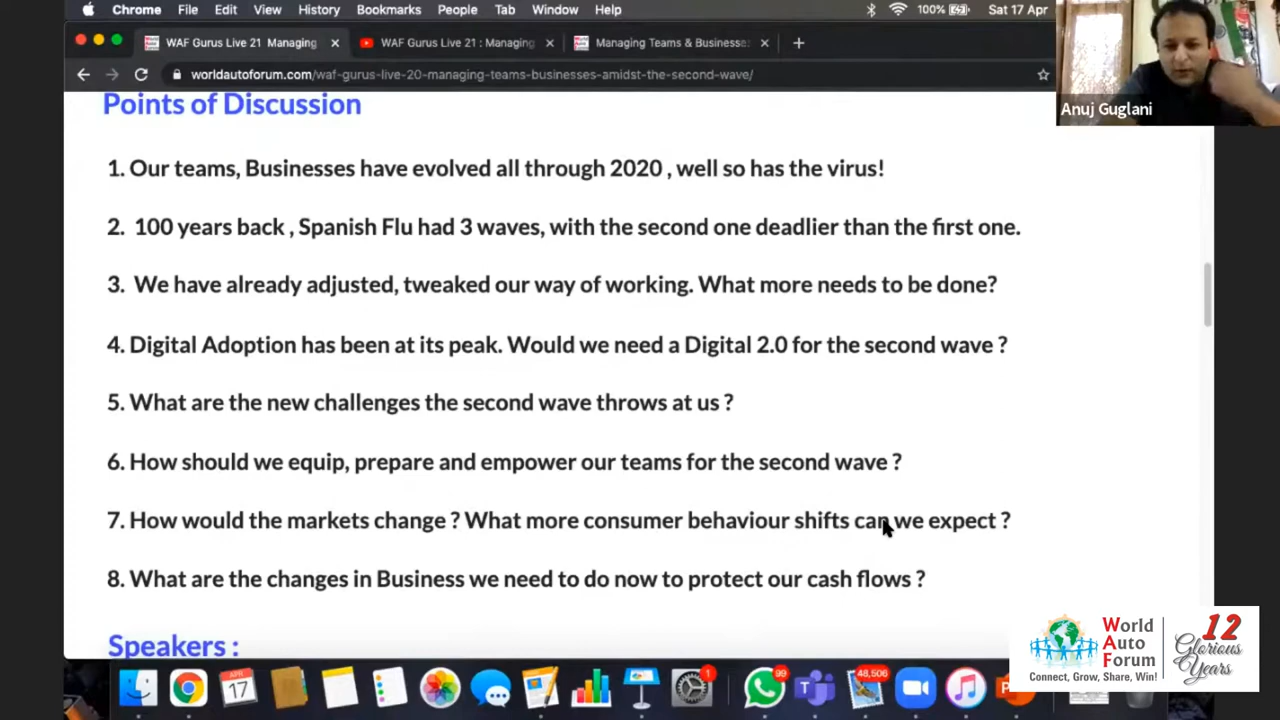 Chrome File Edit View History Bookmarks People Tab Window Help 100% Sat 17 Apr
WAF Gurus Live 21 Managing WAF Gurus Live 21 : Managing Managing Teams & Businesses
worldautoforum.com/waf-gurus-live-20-managing-teams-businesses-amidst-the-second-wave/
Anuj Guglani
Points of Discussion
1. Our teams, Businesses have evolved all through 2020 , well so has the virus!
2. 100 years back , Spanish Flu had 3 waves, with the second one deadlier than the first one.
3. We have already adjusted, tweaked our way of working. What more needs to be done?
4. Digital Adoption has been at its peak. Would we need a Digital 2.0 for the second wave ?
5. What are the new challenges the second wave throws at us ?
6. How should we equip, prepare and empower our teams for the second wave ?
7. How would the markets change ? What more consumer behaviour shifts can we expect ?
8. What are the changes in Business we need to do now to protect our cash flows ?
Speakers :
World
Auto
Forum
Connect, Grow, Share, Win!
12
Glorious
Years
APR
17
1
99
48,506